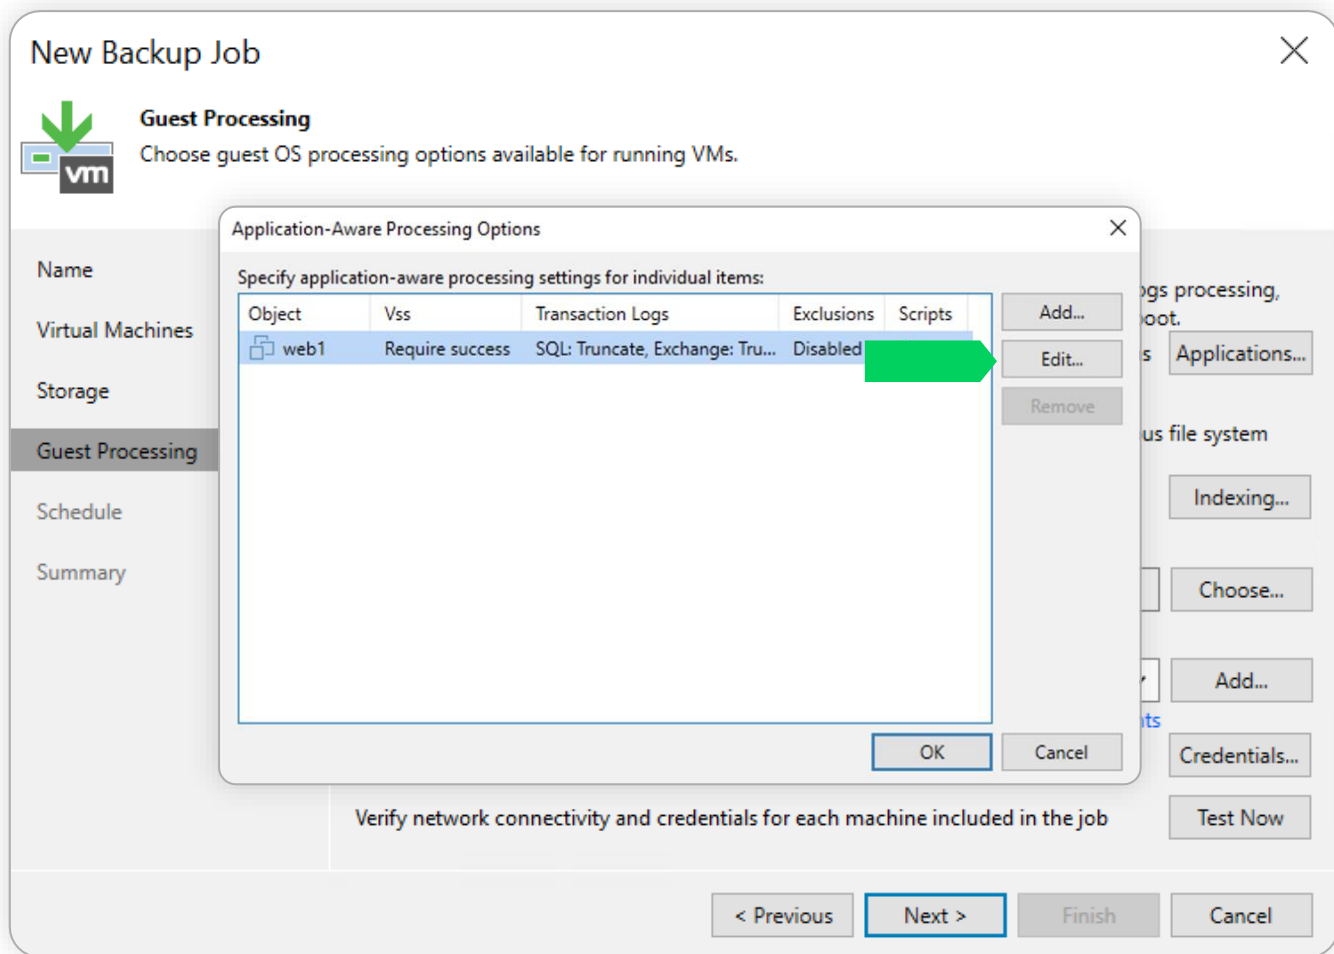 New Backup Job
vm
Guest Processing
Choose guest OS processing options available for running VMs.
Name
Virtual Machines
Storage
Guest Processing
Schedule
Summary
Application-Aware Processing Options
Specify application-aware processing settings for individual items:
Object Vss Transaction Logs Exclusions Scripts
web1 Require success SQL: Truncate, Exchange: Tru... Disabled
Add...
Edit...
Remove
OK Cancel
processing,
Applications...
file system
Indexing...
Choose...
Add...
Credentials...
Verify network connectivity and credentials for each machine included in the job
Test Now
< Previous Next > Finish Cancel